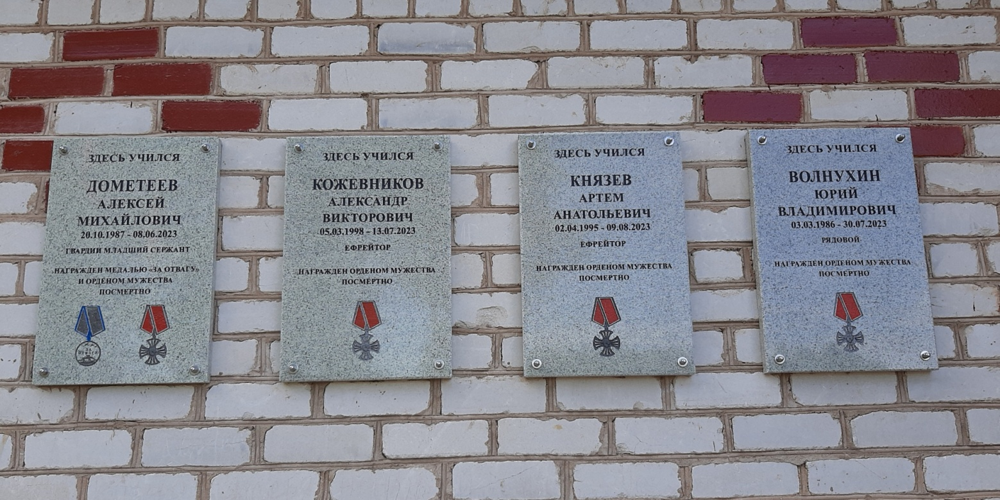 ЗДЕСЬ УЧИЛСЯ
ДОМЕТЕЕВ
АЛЕКСЕЙ
МИХАЙЛОВИЧ
20.10.1987 - 08.06.2023
ГВАРДИИ МЛАДШИЙ СЕРЖАНТ
НАГРАЖДЕН МЕДАЛЬЮ «ЗА ОТВАГУ»
И ОРДЕНОМ МУЖЕСТВА
ПОСМЕРТНО
ЗДЕСЬ УЧИЛСЯ
КОЖЕВНИКОВ
АЛЕКСАНДР
ВИКТОРОВИЧ
05.03.1998 - 13.07.2023
ЕФРЕЙТОР
НАГРАЖДЕН ОРДЕНОМ МУЖЕСТВА
ПОСМЕРТНО
ЗДЕСЬ УЧИЛСЯ
КНЯЗЕВ
АРТЕМ
АНАТОЛЬЕВИЧ
02.04.1995 - 09.08.2023
ЕФРЕЙТОР
НАГРАЖДЕН ОРДЕНОМ МУЖЕСТВА
ПОСМЕРТНО
ЗДЕСЬ УЧИЛСЯ
ВОЛНУХИН
ЮРИЙ
ВЛАДИМИРОВИЧ
03.03.1986 - 30.07.2023
РЯДОВОЙ
НАГРАЖДЕН ОРДЕНОМ МУЖЕСТВА
ПОСМЕРТНО